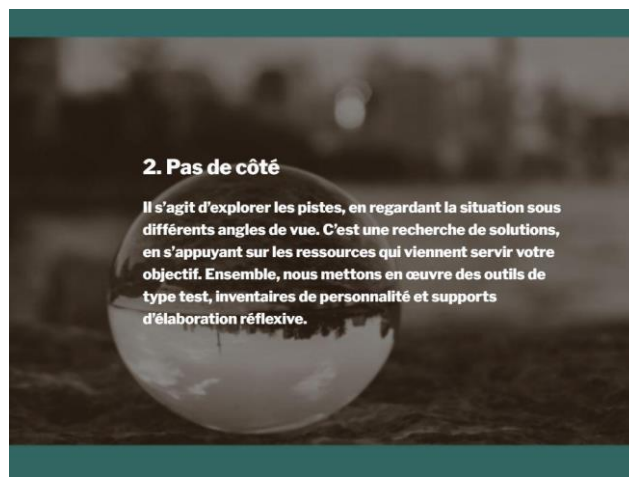 2. Pas de côté
Il s'agit d'explorer les pistes, en regardant la situation sous
différents angles de vue. C'est une recherche de solutions,
en s'appuyant sur les ressources qui viennent servir votre
objectif. Ensemble, nous mettons en œuvre des outils de
type test, inventaires de personnalité et supports
d'élaboration réflexive.